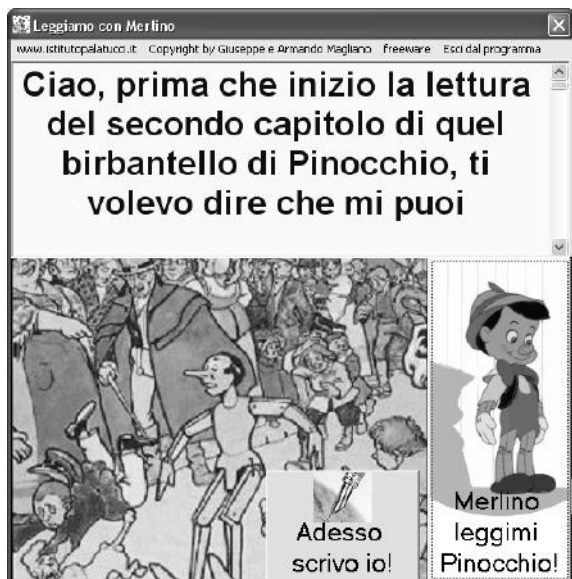 Leggiamo con Merlino
www.istitutopalatucci.it Copyright by Giuseppe e Armando Magliano freeware Esci dal programma
Ciao, prima che inizio la lettura
del secondo capitolo di quel
birbantello di Pinocchio, ti
volevo dire che mi puoi
Adesso
scrivo io!
Merlino
leggimi
Pinocchio!